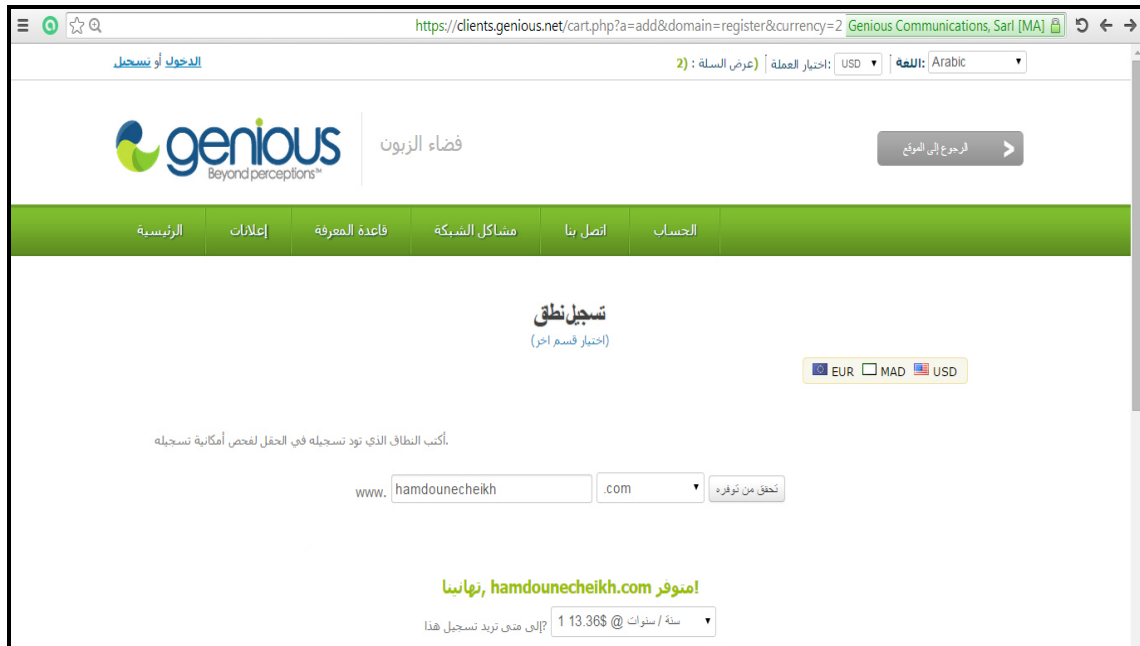 https://clients.genious.net/cart.php?a=add&domain=register&currency=2 Genious Communications, Sarl [MA]
الدخول أو تسجيل
عرض السلة : (2) اختيار العملة: USD اللغة: Arabic
genious
Beyond perceptions
فضاء الزبون
الرجوع إلى الموقع
الرئيسية إعلانات قاعدة المعرفة مشاكل الشبكة اتصل بنا الحساب
تسجيل نطق
(اختيار قسم اخر)
EUR MAD USD
أكتب النطاق الذي تود تسجيله في الحقل لفحص أمكانية تسجيله.
www. hamdounecheikh .com تحقق من توفره
تهانينا, hamdounecheikh.com متوفر!
إلى متى تريد تسجيل هذا? 1 سنة / سنوات @ $13.36